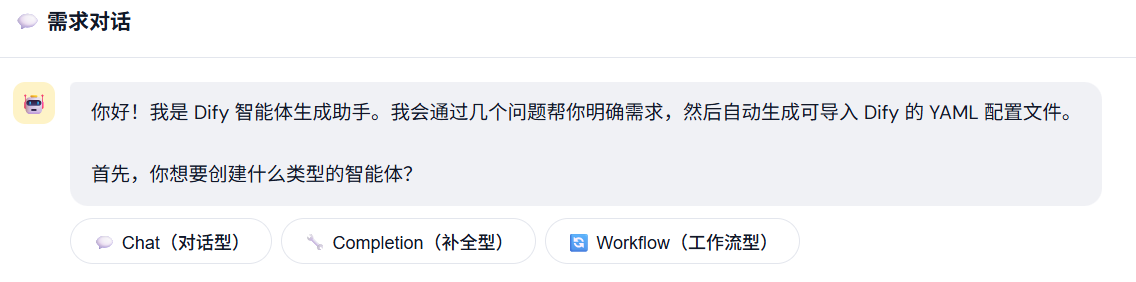 需求对话
你好！我是 Dify 智能体生成助手。我会通过几个问题帮你明确需求，然后自动生成可导入 Dify 的 YAML 配置文件。
首先，你想要创建什么类型的智能体？
Chat（对话型）
Completion（补全型）
Workflow（工作流型）